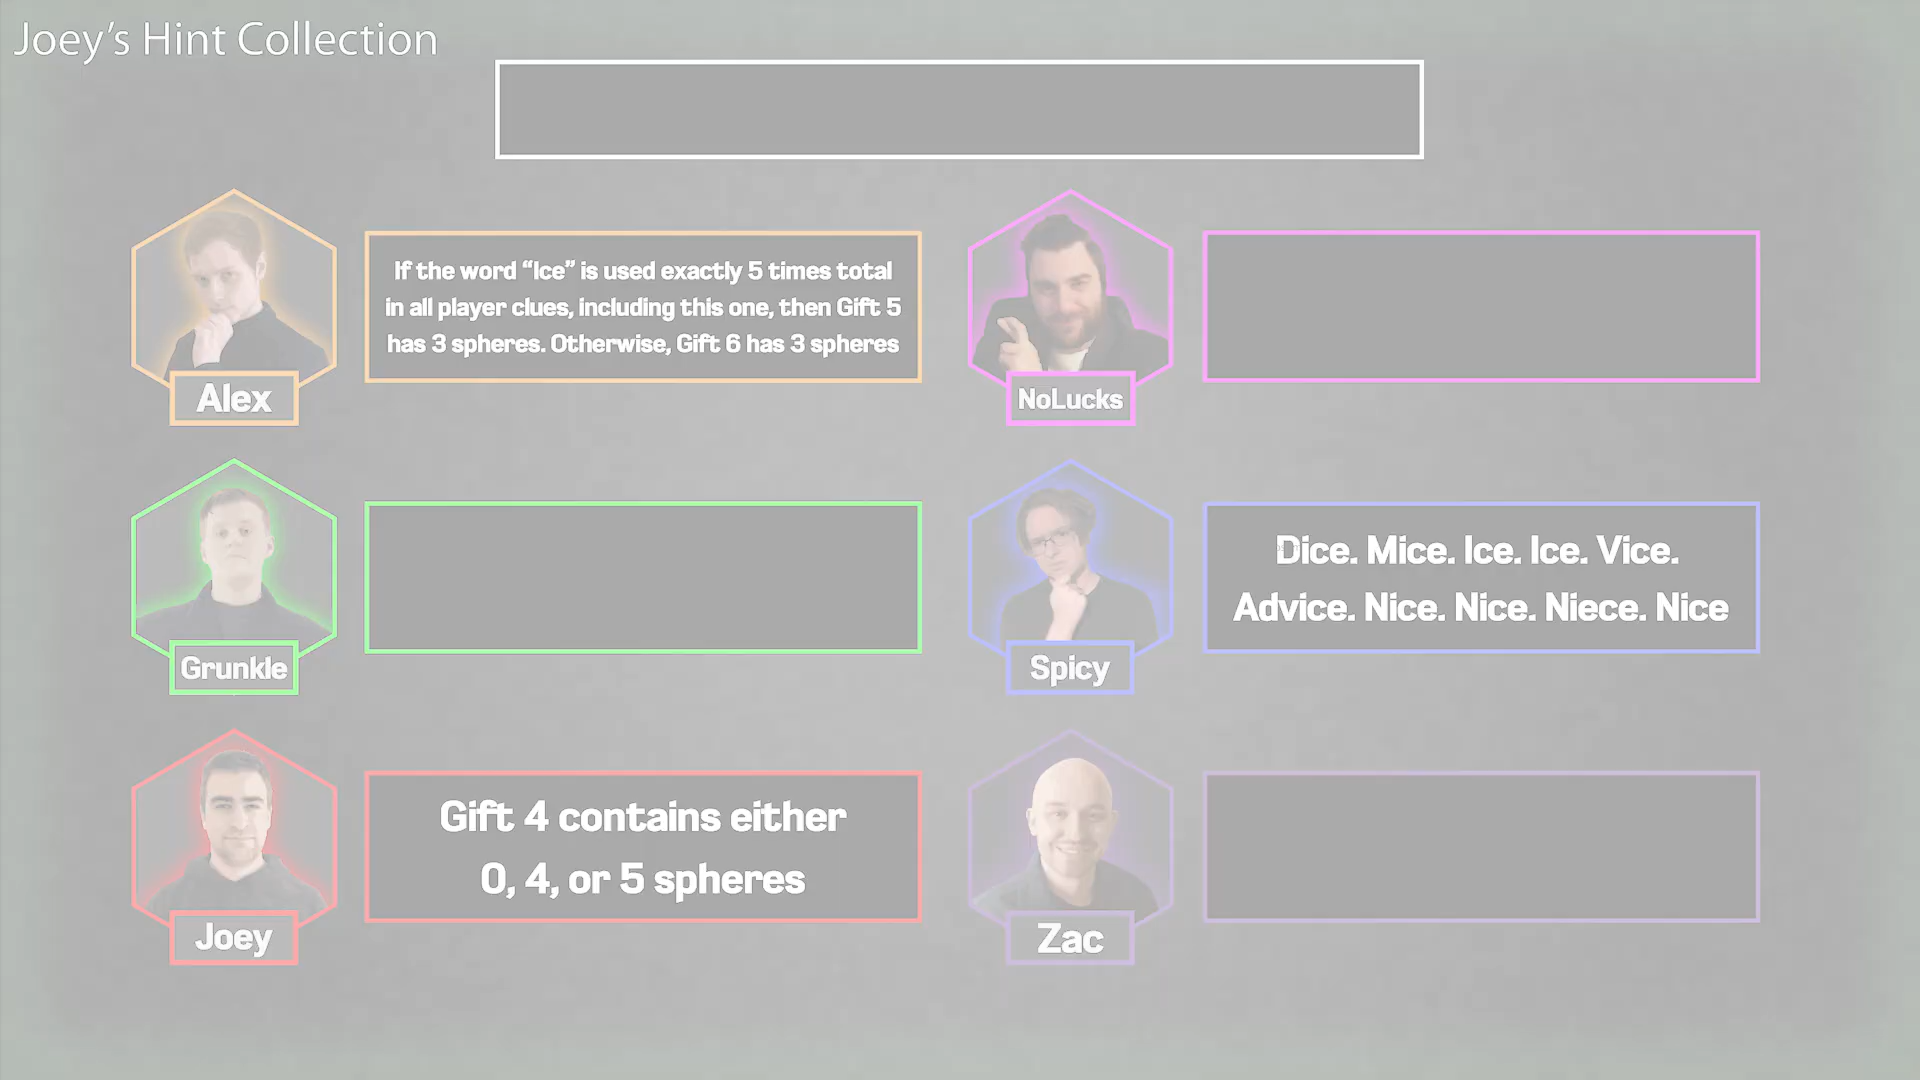 Joey's Hint Collection
If the word “Ice” is used exactly 5 times total
in all player clues, including this one, then Gift 5
has 3 spheres. Otherwise, Gift 6 has 3 spheres
Alex
NoLucks
Grunkle
Dice. Mice. Ice. Ice. Vice.
Advice. Nice. Nice. Niece. Nice
Spicy
Joey
Gift 4 contains either
0, 4, or 5 spheres
Zac